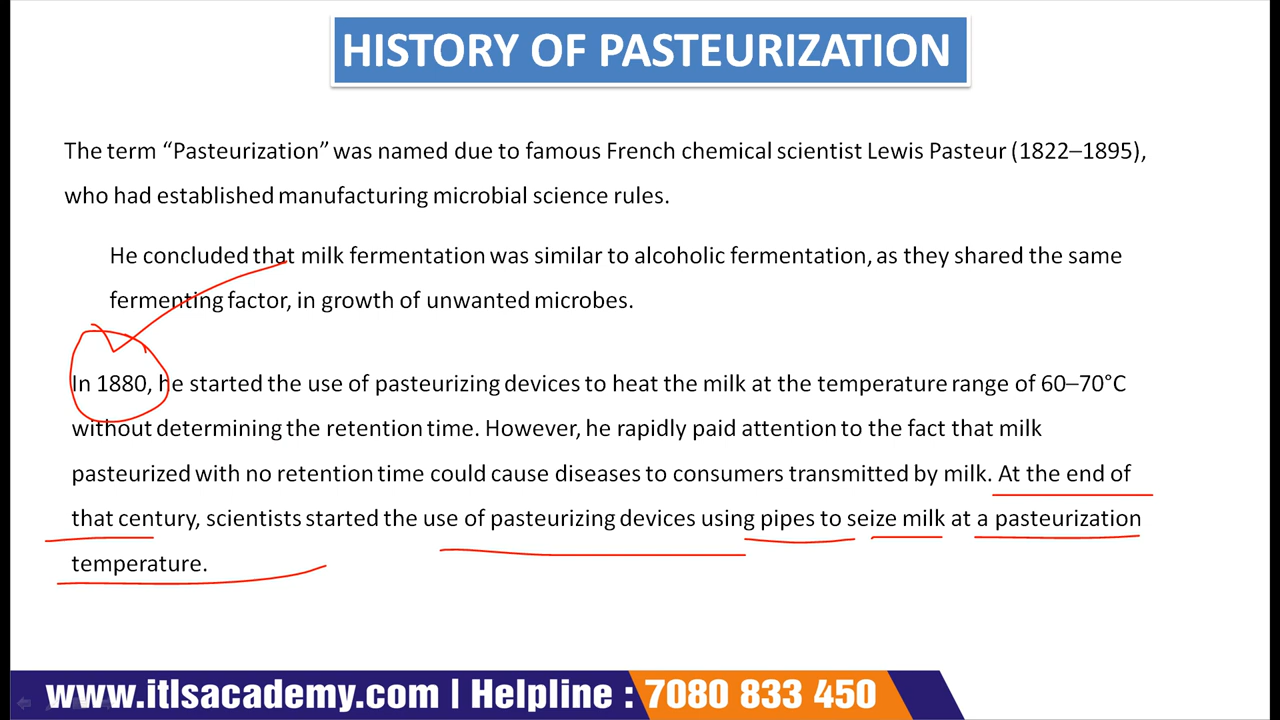 HISTORY OF PASTEURIZATION
The term “Pasteurization” was named due to famous French chemical scientist Lewis Pasteur (1822–1895),
who had established manufacturing microbial science rules.
He concluded that milk fermentation was similar to alcoholic fermentation, as they shared the same
fermenting factor, in growth of unwanted microbes.
In 1880, he started the use of pasteurizing devices to heat the milk at the temperature range of 60–70°C
without determining the retention time. However, he rapidly paid attention to the fact that milk
pasteurized with no retention time could cause diseases to consumers transmitted by milk. At the end of
that century, scientists started the use of pasteurizing devices using pipes to seize milk at a pasteurization
temperature.
www.itlsacademy.com | Helpline : 7080 833 450